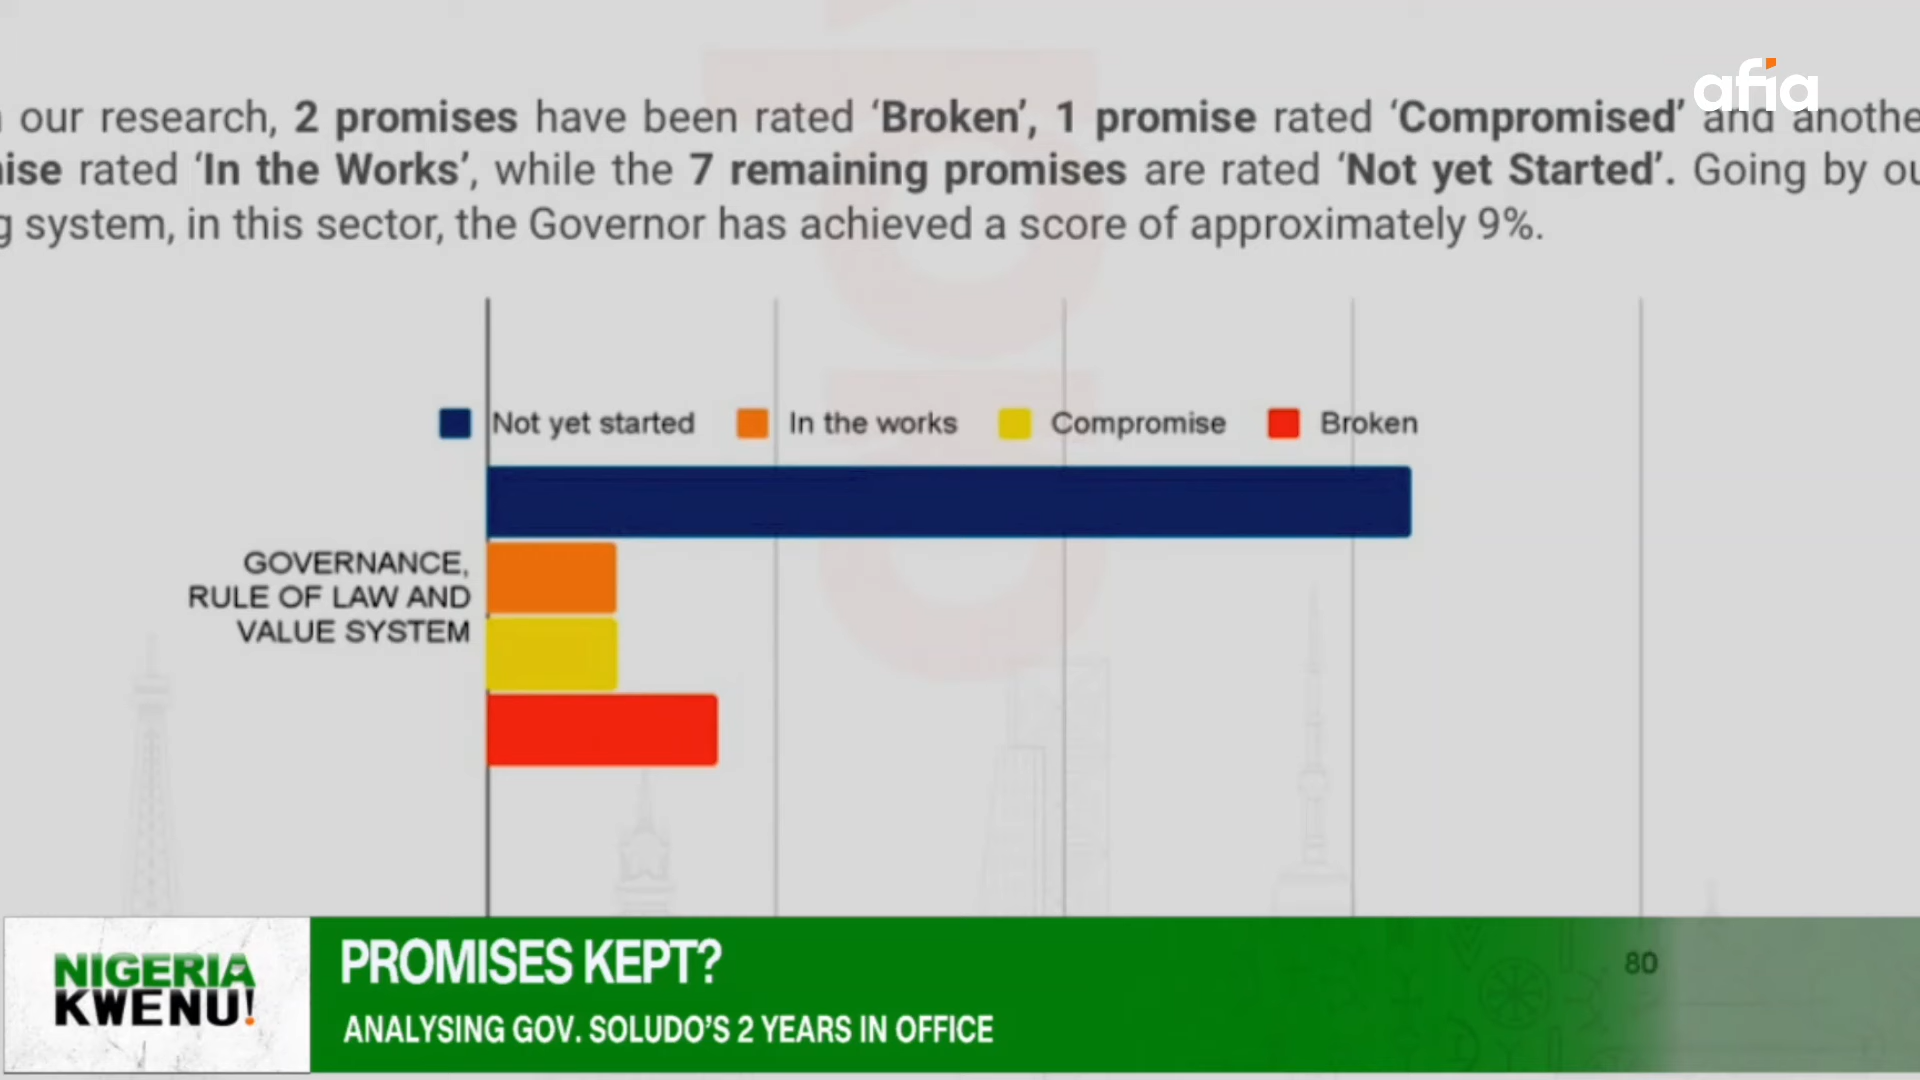 afia
our research, 2 promises have been rated ‘Broken’, 1 promise rated ‘Compromised’ and
rated ‘In the Works’, while the 7 remaining promises are rated ‘Not yet Started’. Going by
system, in this sector, the Governor has achieved a score of approximately 9%.
Not yet started In the works Compromise Broken
GOVERNANCE,
RULE OF LAW AND
VALUE SYSTEM
80
NIGERIA
KWENU!
PROMISES KEPT?
ANALYSING GOV. SOLUDO’S 2 YEARS IN OFFICE